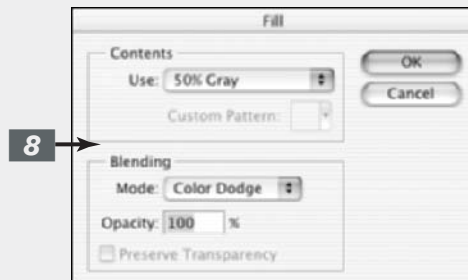 Fill
Contents
Use: 50% Gray
Custom Pattern:
OK
Cancel
8
Blending
Mode: Color Dodge
Opacity: 100 %
Preserve Transparency